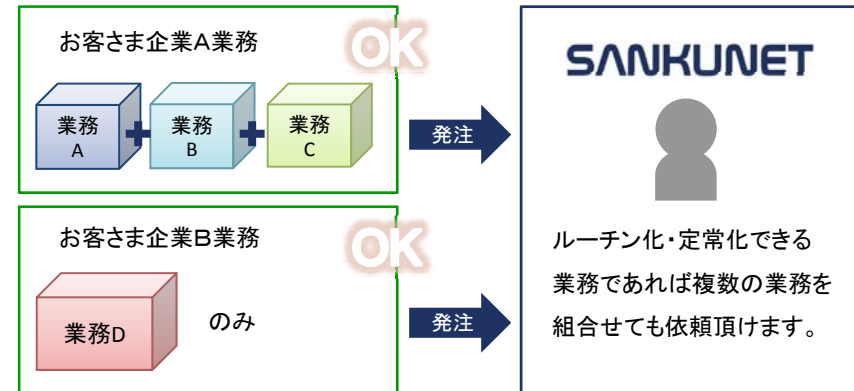 お客さま企業A業務
OK
業務
A
+
業務
B
+
業務
C
発注
お客さま企業B業務
OK
業務D
のみ
発注
SANKUNET
ルーチン化・定常化できる
業務であれば複数の業務を
組合せても依頼頂けます。